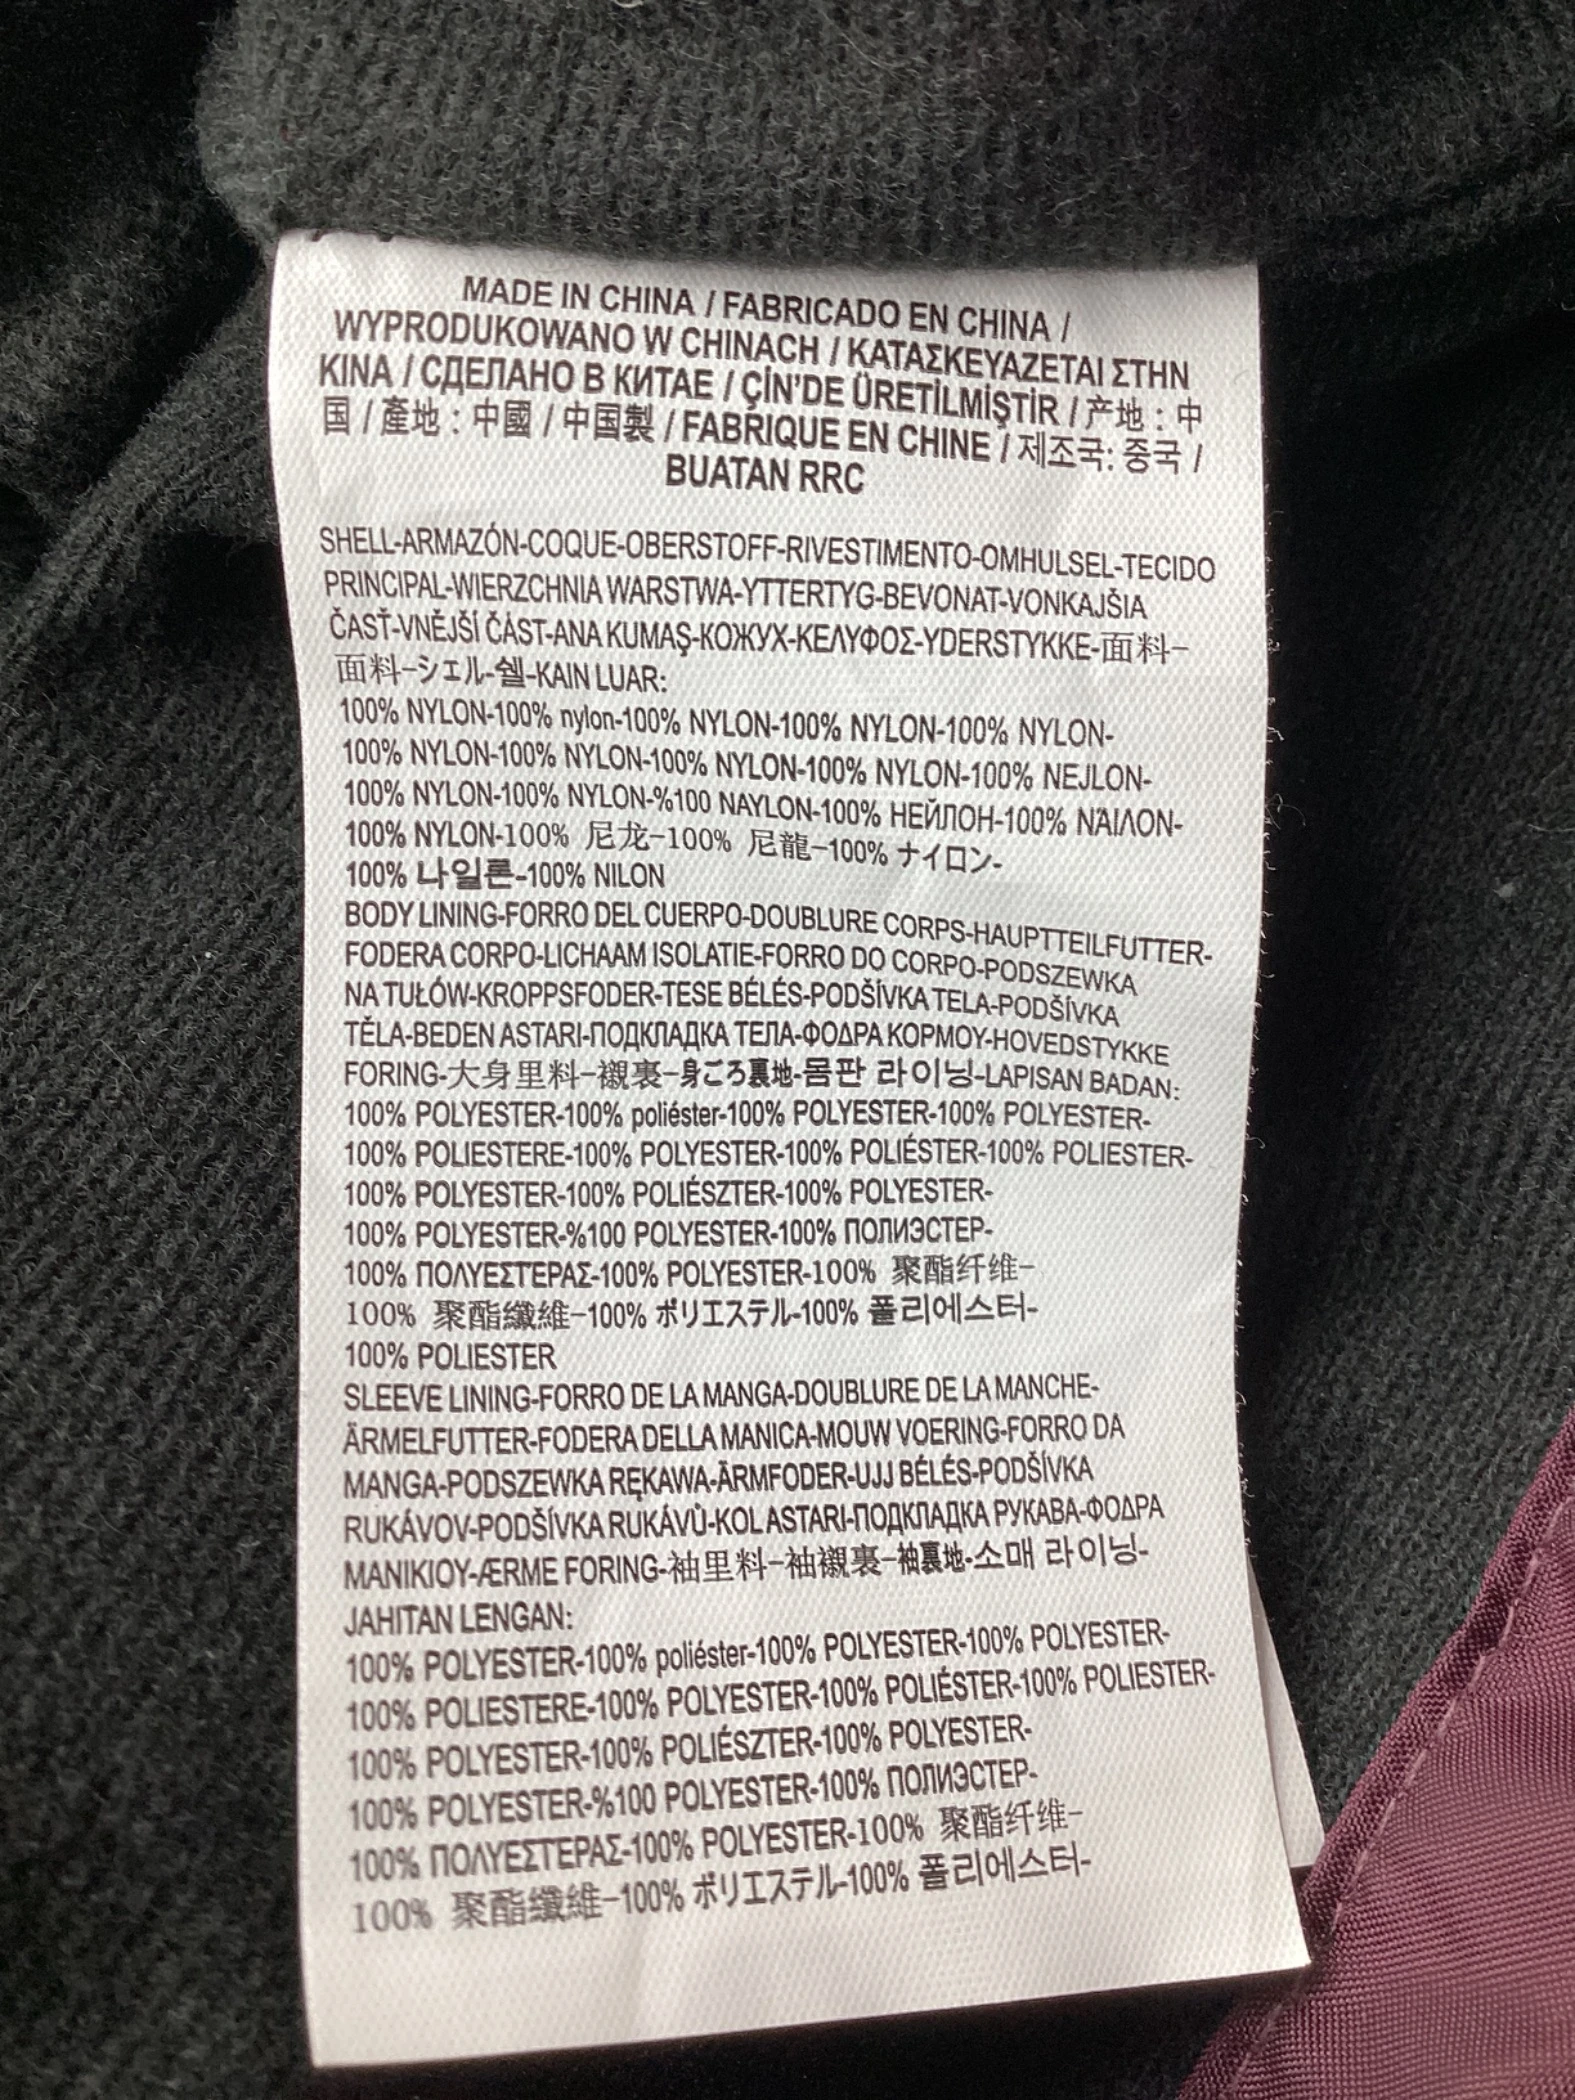 MADE IN CHINA / FABRICADO EN CHINA /
WYPRODUKOWANO W CHINACH / ΚΑΤΑΣΚΕΥΑΖΕΤΑΙ ΣΤΗΝ
ΚΙΝΑ / СДЕЛАНО В КИТАЕ / ÇİN'DE ÜRETİLMİŞTİR / 产地：中
国 / 產地：中國 / 中国製 / FABRIQUE EN CHINE / 제조국: 중국 /
BUATAN RRC
SHELL-ARMAZÓN-COQUE-OBERSTOFF-RIVESTIMENTO-OMHULSEL-TECIDO
PRINCIPAL-WIERZCHNIA WARSTWA-YTTERTYG-BEVONAT-VONKAJŠIA
ČASŤ-VNĚJŠÍ ČÁST-ANA KUMAŞ-КОЖУХ-ΚΕΛΥΦΟΣ-YDERSTYKKE-面料-
面料-シェル-쉘-KAIN LUAR:
100% NYLON-100% nylon-100% NYLON-100% NYLON-100% NYLON-
100% NYLON-100% NYLON-100% NYLON-100% NYLON-100% NEJLON-
100% NYLON-100% NYLON-%100 NAYLON-100% НЕЙЛОН-100% ΝΆΙΛΟΝ-
100% NYLON-100% 尼龙-100% 尼龍-100% ナイロン-
100% 나일론-100% NILON
BODY LINING-FORRO DEL CUERPO-DOUBLURE CORPS-HAUPTTEILFUTTER-
FODERA CORPO-LICHAAM ISOLATIE-FORRO DO CORPO-PODSZEWKA
NA TUŁÓW-KROPPSFODER-TESE BÉLÉS-PODŠÍVKA TELA-PODŠÍVKA
TĚLA-BEDEN ASTARI-ПОДКЛАДКА ТЕЛА-ΦΟΔΡΑ ΚΟΡΜΟΥ-HOVEDSTYKKE
FORING-大身里料-襯裏-身ごろ裏地-몸판 라이닝-LAPISAN BADAN:
100% POLYESTER-100% poliéster-100% POLYESTER-100% POLYESTER-
100% POLIESTERE-100% POLYESTER-100% POLIÉSTER-100% POLIESTER-
100% POLYESTER-100% POLIÉSZTER-100% POLYESTER-
100% POLYESTER-%100 POLYESTER-100% ПОЛИЭСТЕР-
100% ΠΟΛΥΕΣΤΕΡΑΣ-100% POLYESTER-100% 聚酯纤维-
100% 聚酯纖維-100% ポリエステル-100% 폴리에스터-
100% POLIESTER
SLEEVE LINING-FORRO DE LA MANGA-DOUBLURE DE LA MANCHE-
ÄRMELFUTTER-FODERA DELLA MANICA-MOUW VOERING-FORRO DA
MANGA-PODSZEWKA RĘKAWA-ÄRMFODER-UJJ BÉLÉS-PODŠÍVKA
RUKÁVOV-PODŠÍVKA RUKÁVŮ-KOL ASTARI-ПОДКЛАДКА РУКАВА-ΦΟΔΡΑ
ΜΑΝΙΚΙΟΥ-ÆRME FORING-袖里料-袖襯裏-袖裏地-소매 라이닝-
JAHITAN LENGAN:
100% POLYESTER-100% poliéster-100% POLYESTER-100% POLYESTER-
100% POLIESTERE-100% POLYESTER-100% POLIÉSTER-100% POLIESTER-
100% POLYESTER-100% POLIÉSZTER-100% POLYESTER-
100% POLYESTER-%100 POLYESTER-100% ПОЛИЭСТЕР-
100% ΠΟΛΥΕΣΤΕΡΑΣ-100% POLYESTER-100% 聚酯纤维-
100% 聚酯纖維-100% ポリエステル-100% 폴리에스터-